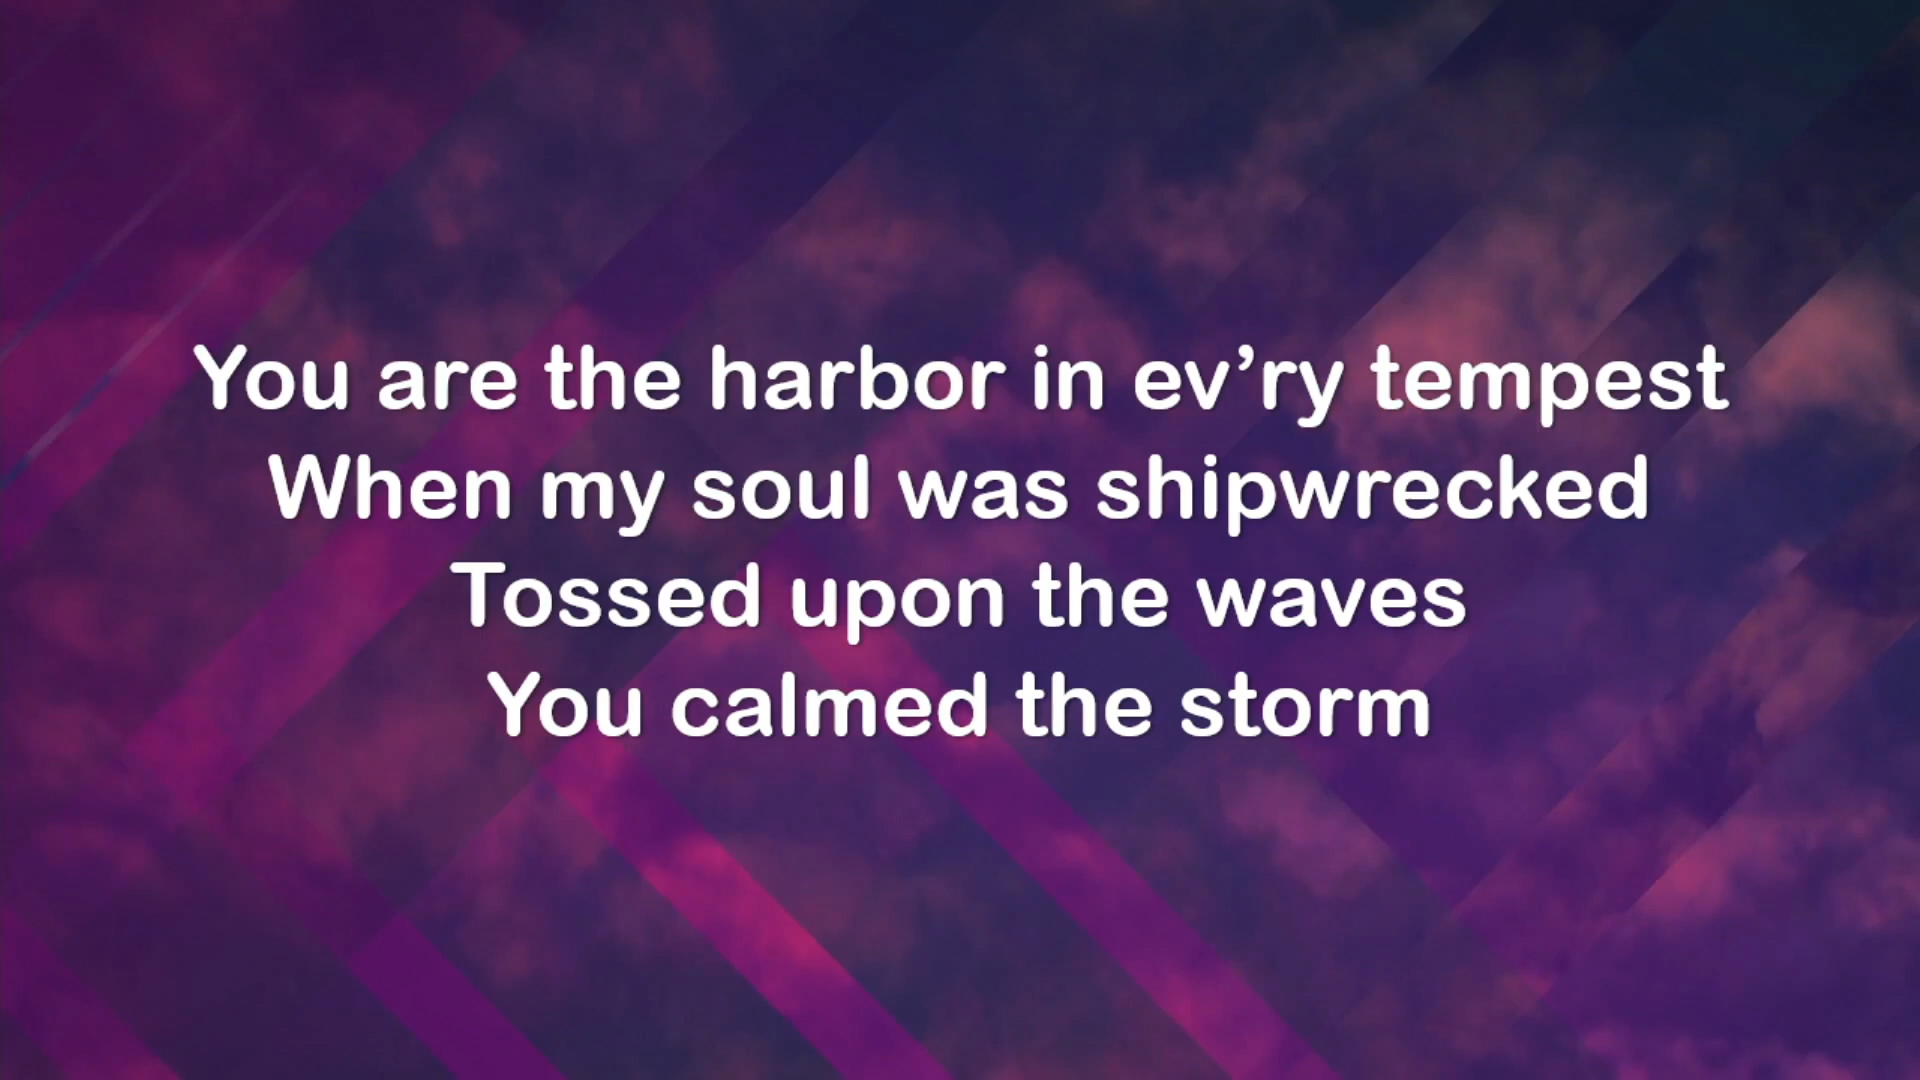 You are the harbor in ev’ry tempest
When my soul was shipwrecked
Tossed upon the waves
You calmed the storm